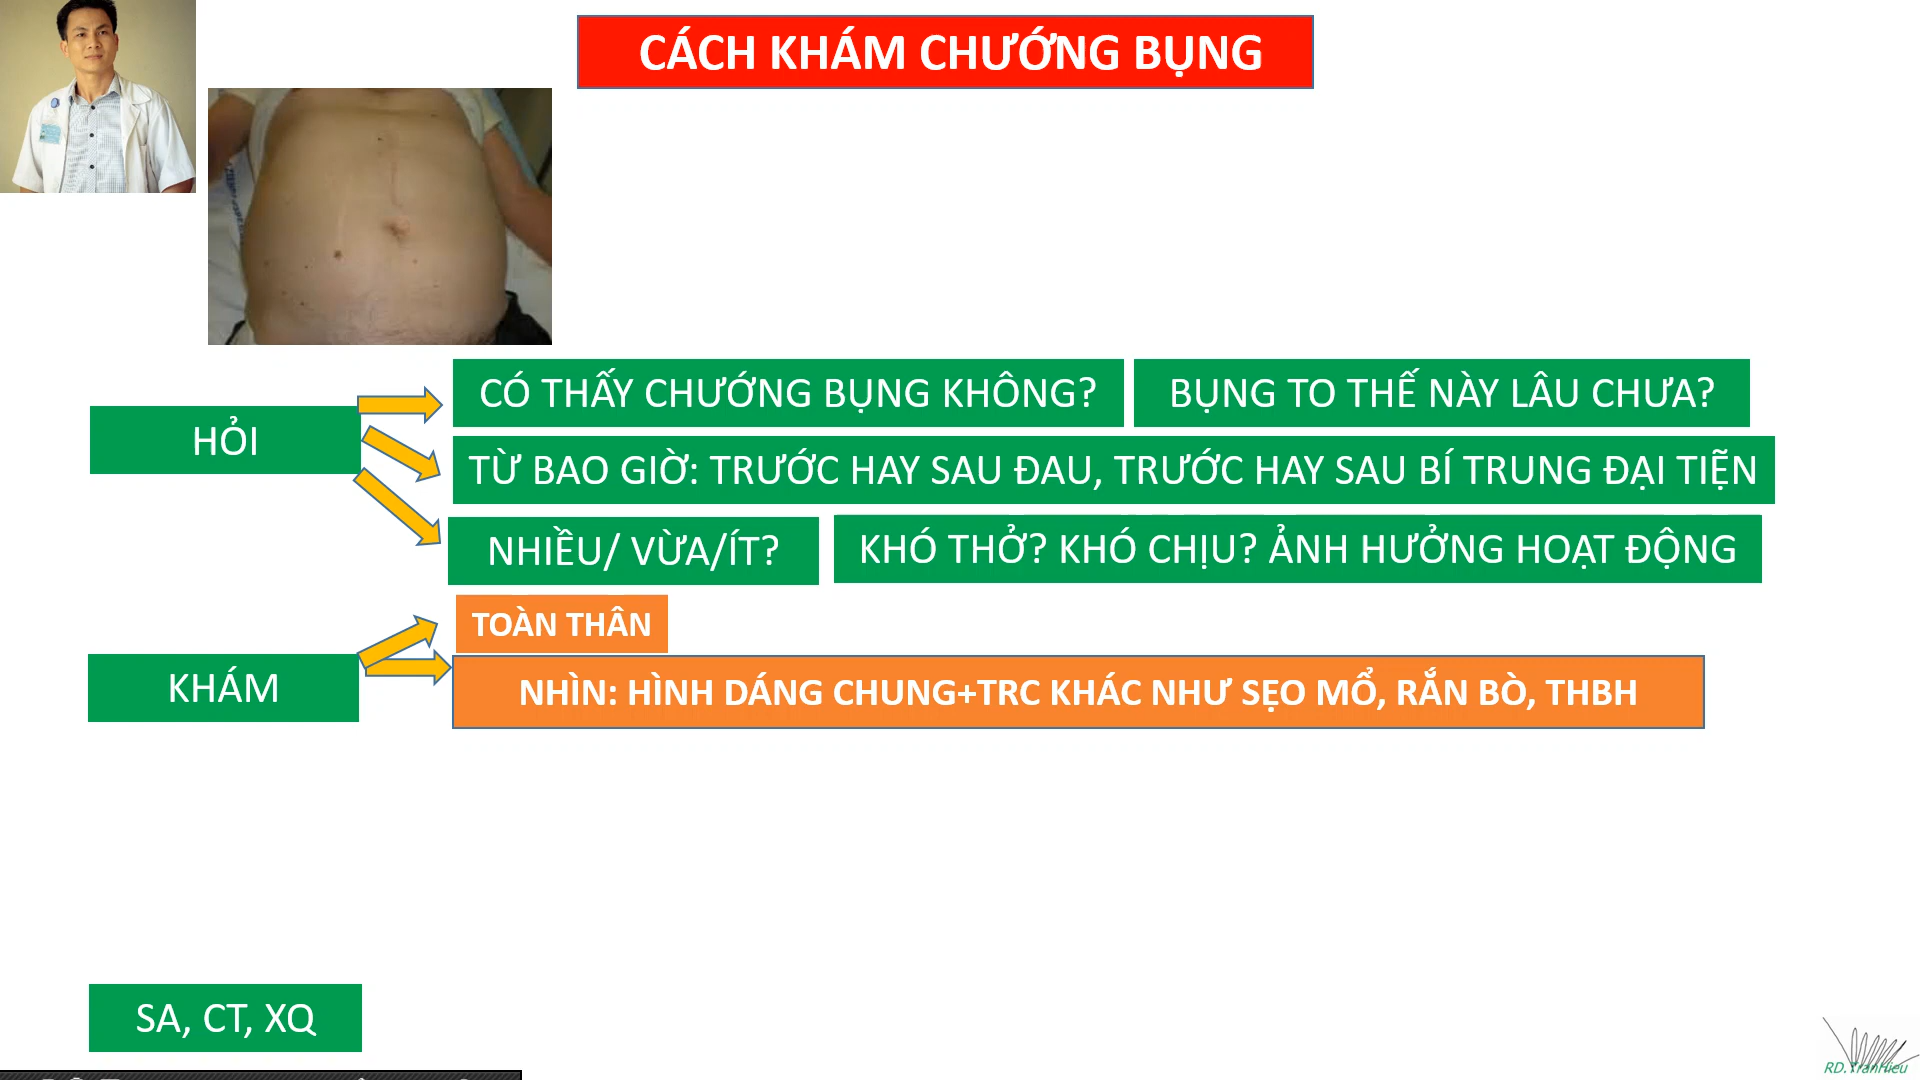 CÁCH KHÁM CHƯỚNG BỤNG
HỎI
CÓ THẤY CHƯỚNG BỤNG KHÔNG?
BỤNG TO THẾ NÀY LÂU CHƯA?
TỪ BAO GIỜ: TRƯỚC HAY SAU ĐAU, TRƯỚC HAY SAU BÍ TRUNG ĐẠI TIỆN
NHIỀU/ VỪA/ÍT?
KHÓ THỞ? KHÓ CHỊU? ẢNH HƯỞNG HOẠT ĐỘNG
KHÁM
TOÀN THÂN
NHÌN: HÌNH DÁNG CHUNG+TRC KHÁC NHƯ SẸO MỔ, RẮN BÒ, THBH
SA, CT, XQ
RD.TranHieu